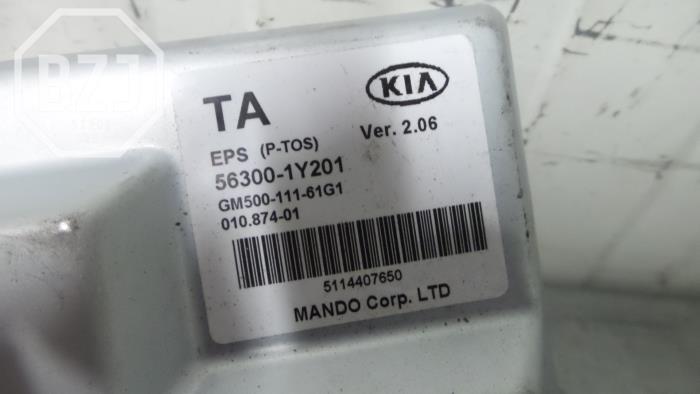 BZ1
TA
KIA
EPS (P-TOS)
Ver. 2.06
56300-1Y201
GM500-111-61G1
010.874-01
5114407650
MANDO Corp. LTD